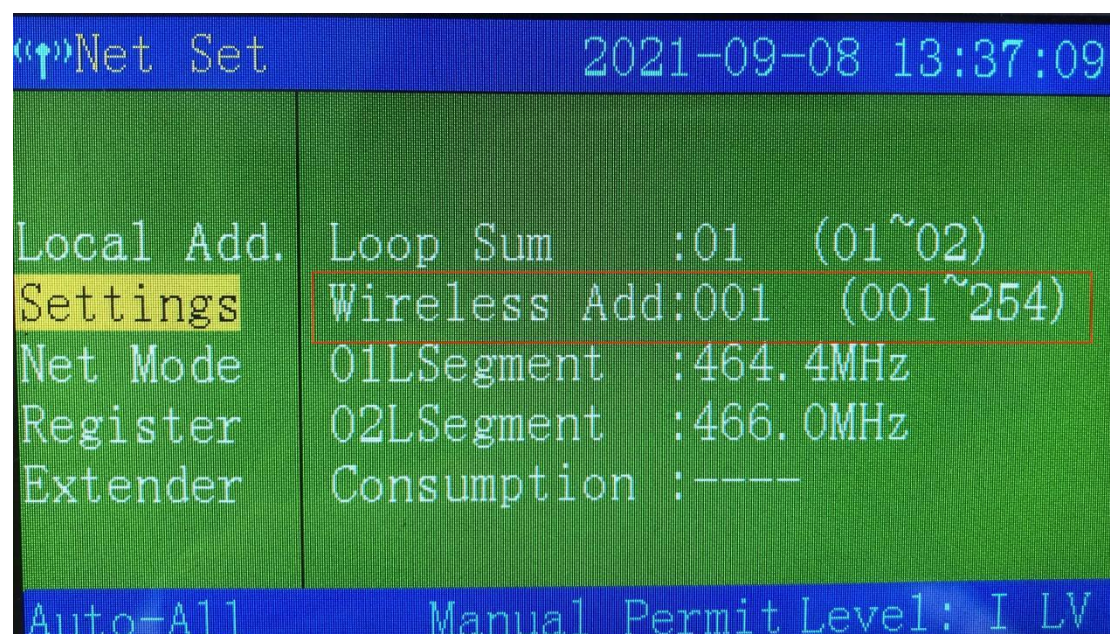 Net Set 2021-09-08 13:37:09
Local Add.
Settings
Net Mode
Register
Extender
Loop Sum :01 (01~02)
Wireless Add:001 (001~254)
01LSegment :464.4MHz
02LSegment :466.0MHz
Consumption :----
Auto-All Manual Permit Level: I LV